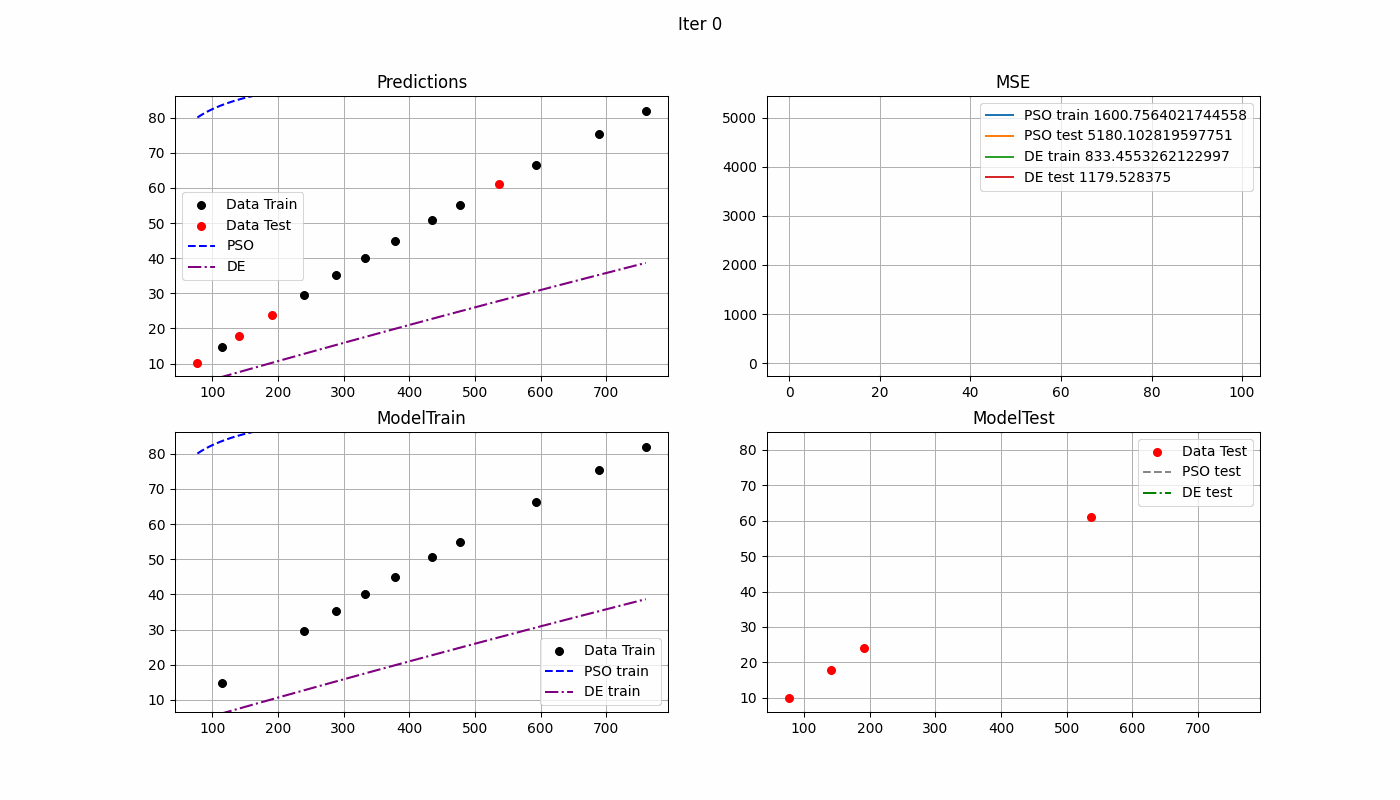 Iter 0
Predictions
80
70
60
50
40
30
20
10
100 200 300 400 500 600 700
Data Train
Data Test
PSO
DE
MSE
5000
4000
3000
2000
1000
0
0 20 40 60 80 100
PSO train 1600.7564021744558
PSO test 5180.102819597751
DE train 833.4553262122997
DE test 1179.528375
ModelTrain
80
70
60
50
40
30
20
10
100 200 300 400 500 600 700
Data Train
PSO train
DE train
ModelTest
80
70
60
50
40
30
20
10
100 200 300 400 500 600 700
Data Test
PSO test
DE test